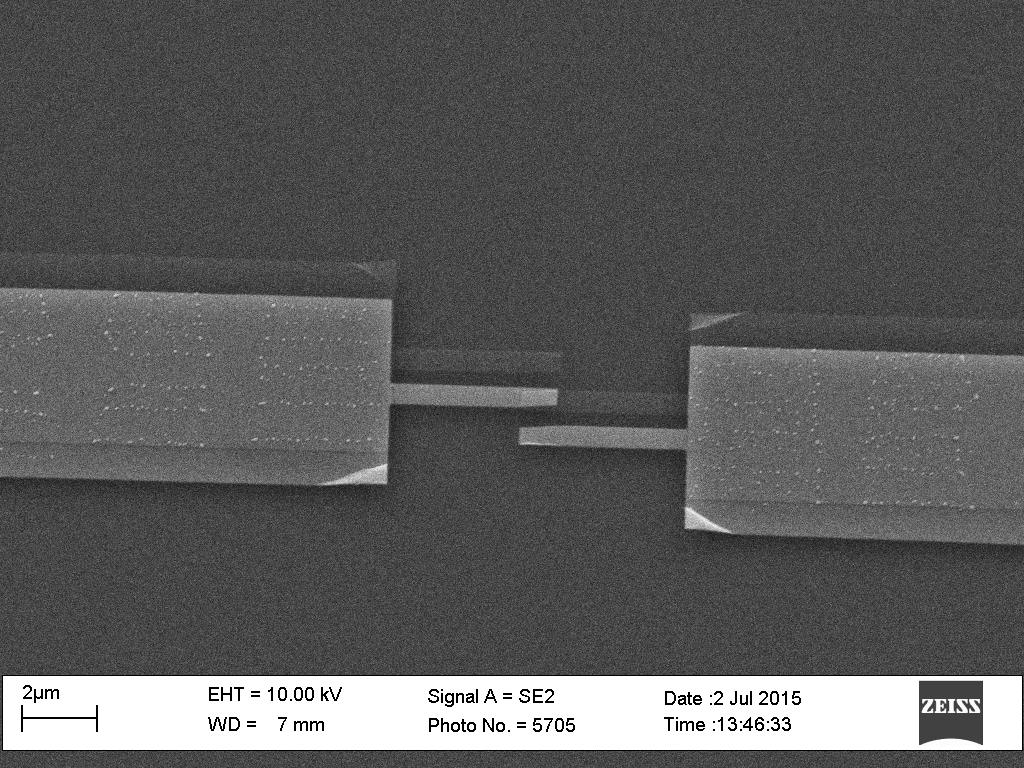 2µm
EHT = 10.00 kV
Signal A = SE2
Date :2 Jul 2015
WD = 7 mm
Photo No. = 5705
Time :13:46:33
ZEISS